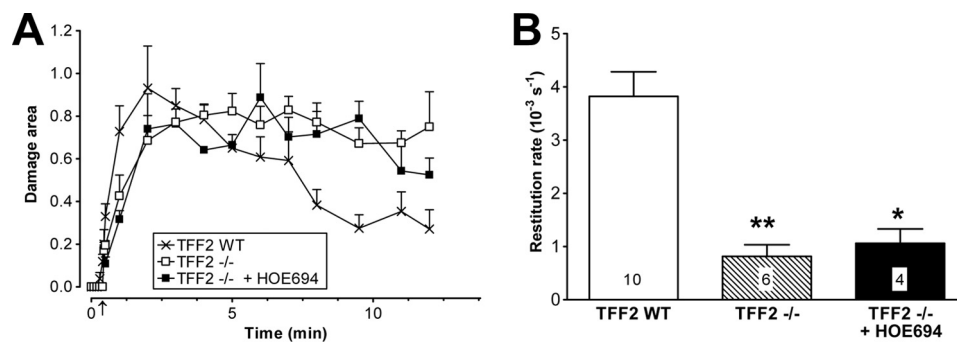 A
Damage area
1.2
1.0
0.8
0.6
0.4
0.2
0.0
TFF2 WT
TFF2 -/-
TFF2 -/- + HOE694
0 5 10
Time (min)
B
Restitution rate (10⁻³ s⁻¹)
5
4
3
2
1
0
10
**
6
*
4
TFF2 WT
TFF2 -/-
TFF2 -/-
+ HOE694